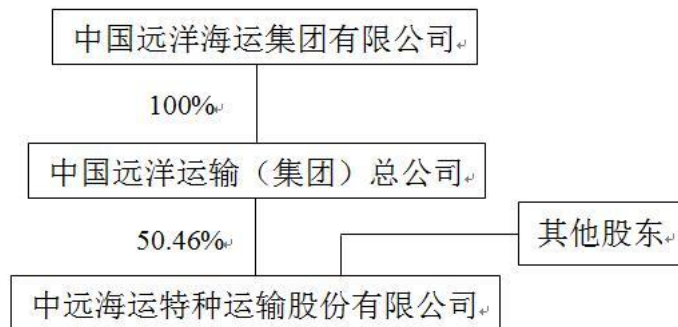 中国远洋海运集团有限公司
100%
中国远洋运输（集团）总公司
50.46%
其他股东
中远海运特种运输股份有限公司